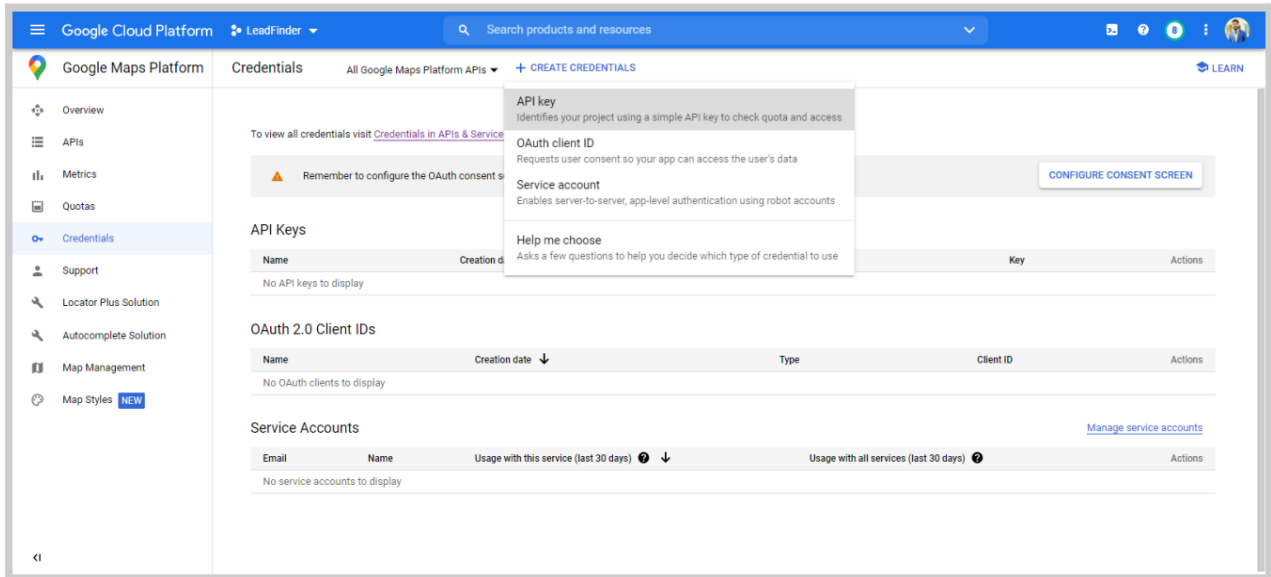 Google Cloud Platform LeadFinder Search products and resources 8
Google Maps Platform Credentials All Google Maps Platform APIs + CREATE CREDENTIALS LEARN
Overview
APIs
Metrics
Quotas
Credentials
Support
Locator Plus Solution
Autocomplete Solution
Map Management
Map Styles NEW
API key
Identifies your project using a simple API key to check quota and access
OAuth client ID
Requests user consent so your app can access the user's data
Service account
Enables server-to-server, app-level authentication using robot accounts
Help me choose
Asks a few questions to help you decide which type of credential to use
To view all credentials visit Credentials in APIs & Service
Remember to configure the OAuth consent s CONFIGURE CONSENT SCREEN
API Keys
Name Creation d Key Actions
No API keys to display
OAuth 2.0 Client IDs
Name Creation date Type Client ID Actions
No OAuth clients to display
Service Accounts Manage service accounts
Email Name Usage with this service (last 30 days) Usage with all services (last 30 days) Actions
No service accounts to display